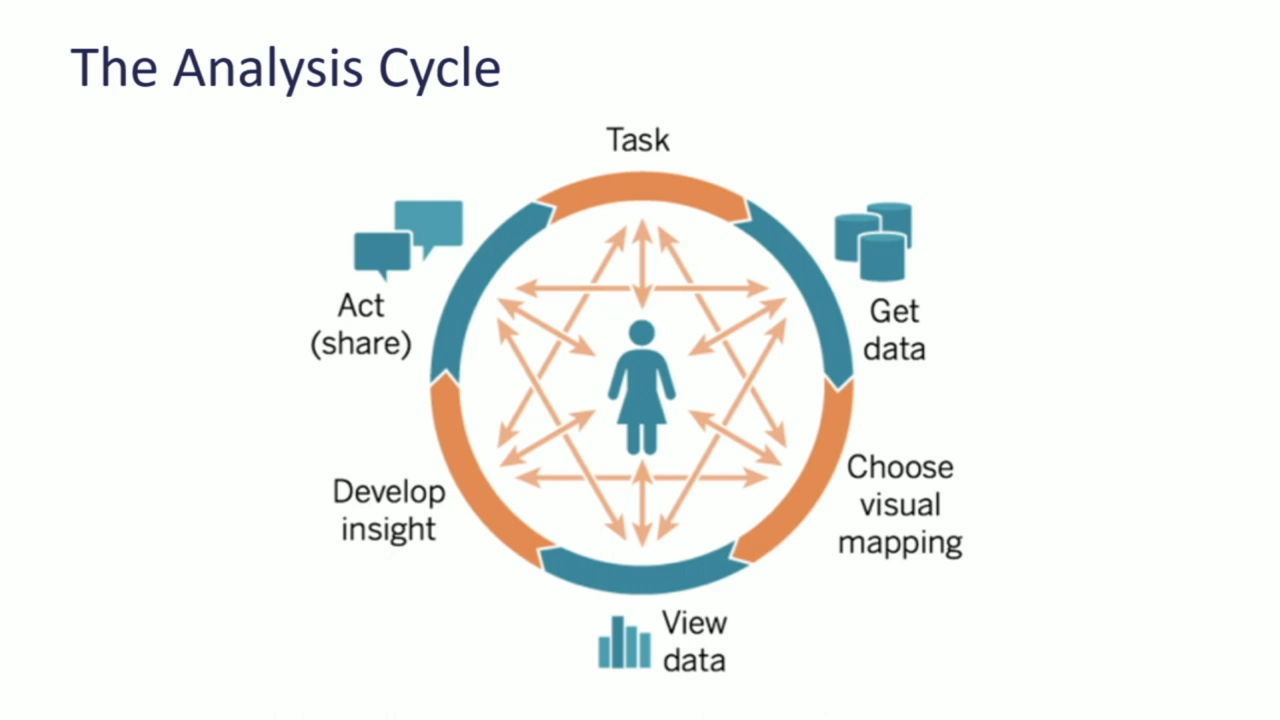 The Analysis Cycle
Task
Get
data
Choose
visual
mapping
View
data
Develop
insight
Act
(share)